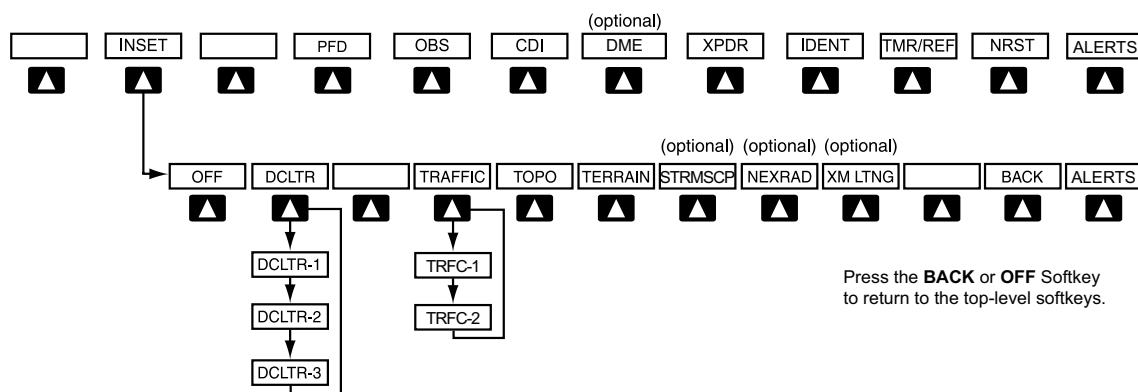 (optional)
INSET PFD OBS CDI DME XPDR IDENT TMR/REF NRST ALERTS
(optional) (optional) (optional)
OFF DCLTR TRAFFIC TOPO TERRAIN STRMSCP NEXRAD XM LTNG BACK ALERTS
DCLTR-1 TRFC-1
DCLTR-2 TRFC-2
DCLTR-3
Press the BACK or OFF Softkey
to return to the top-level softkeys.